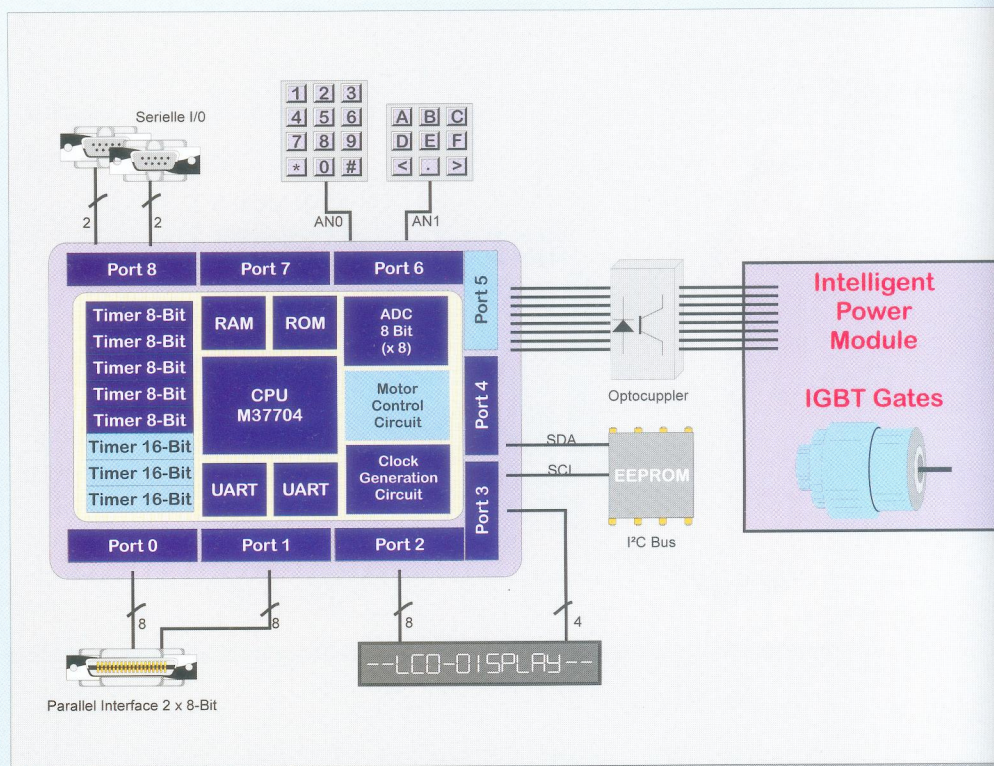 Serielle I/0
1 2 3
4 5 6
7 8 9
* 0 #
A B C
D E F
< . >
2
2
AN0
AN1
Port 8
Port 7
Port 6
Port 5
Timer 8-Bit
Timer 8-Bit
Timer 8-Bit
Timer 8-Bit
Timer 8-Bit
Timer 16-Bit
Timer 16-Bit
Timer 16-Bit
RAM
ROM
ADC
8 Bit
(x 8)
CPU
M37704
Motor
Control
Circuit
UART
UART
Clock
Generation
Circuit
Port 4
Port 3
Port 0
Port 1
Port 2
Optocuppler
Intelligent
Power
Module
IGBT Gates
SDA
SCL
EEPROM
I²C Bus
8
8
8
4
--LCD-DISPLAY--
Parallel Interface 2 x 8-Bit